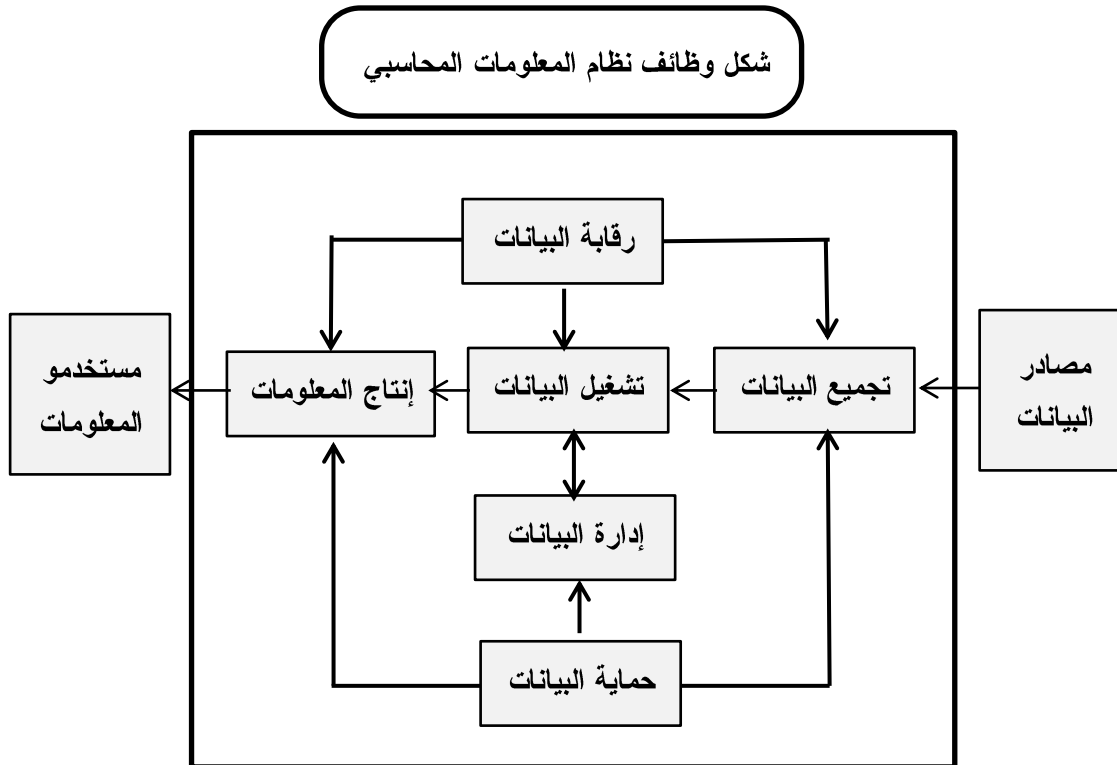 شكل وظائف نظام المعلومات المحاسبي
رقابة البيانات
مصادر
البيانات
تجميع البيانات
تشغيل البيانات
إنتاج المعلومات
مستخدمو
المعلومات
إدارة البيانات
حماية البيانات